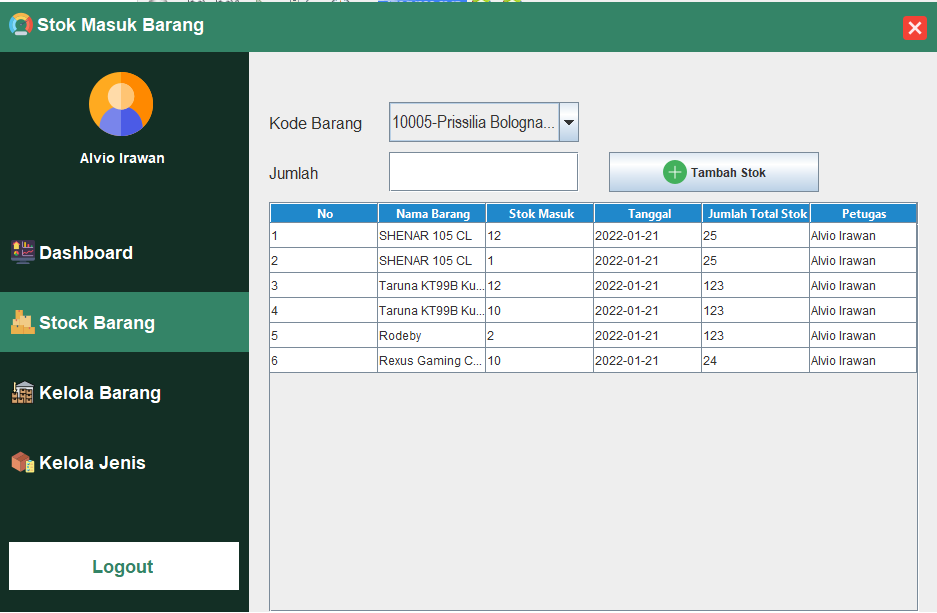 Stok Masuk Barang
Alvio Irawan
Dashboard
Stock Barang
Kelola Barang
Kelola Jenis
Logout
Kode Barang 10005-Prissilia Bologna...
Jumlah Tambah Stok
No Nama Barang Stok Masuk Tanggal Jumlah Total Stok Petugas
1 SHENAR 105 CL 12 2022-01-21 25 Alvio Irawan
2 SHENAR 105 CL 1 2022-01-21 25 Alvio Irawan
3 Taruna KT99B Ku... 12 2022-01-21 123 Alvio Irawan
4 Taruna KT99B Ku... 10 2022-01-21 123 Alvio Irawan
5 Rodeby 2 2022-01-21 123 Alvio Irawan
6 Rexus Gaming C... 10 2022-01-21 24 Alvio Irawan